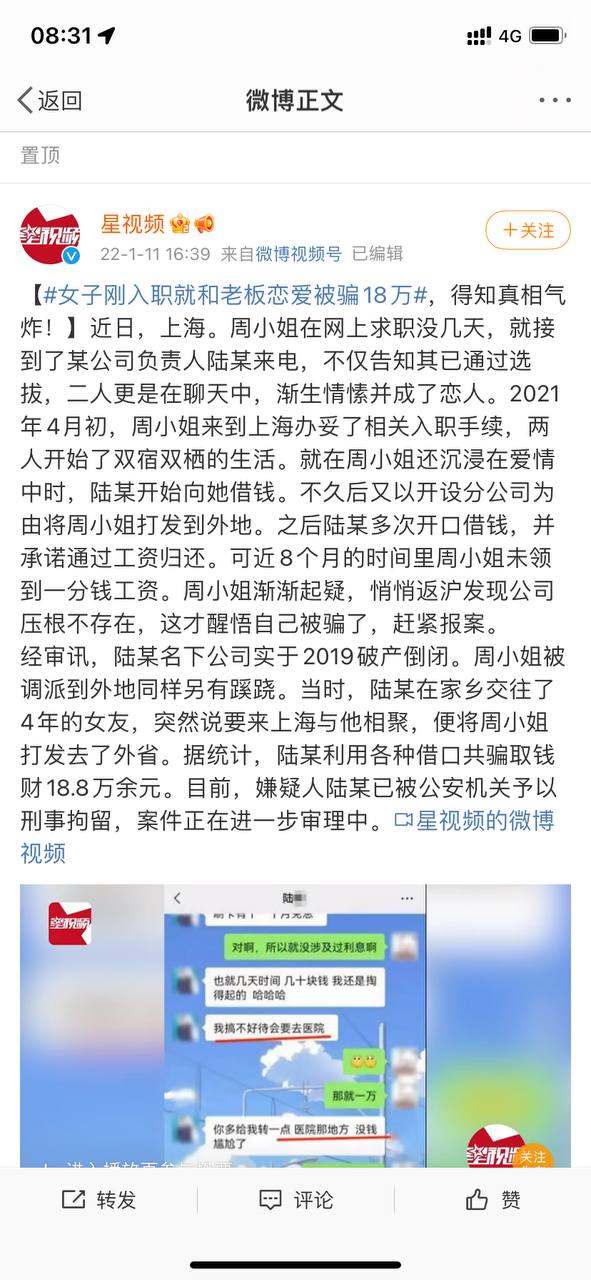 08:31
4G
返回
微博正文
置顶
星视频
+关注
22-1-11 16:39 来自微博视频号 已编辑
【#女子刚入职就和老板恋爱被骗18万#，得知真相气
炸！】近日，上海。周小姐在网上求职没几天，就接
到了某公司负责人陆某来电，不仅告知其已通过选
拔，二人更是在聊天中，渐生情愫并成了恋人。2021
年4月初，周小姐来到上海办妥了相关入职手续，两
人开始了双宿双栖的生活。就在周小姐还沉浸在爱情
中时，陆某开始向她借钱。不久后又以开设分公司为
由将周小姐打发到外地。之后陆某多次开口借钱，并
承诺通过工资归还。可近8个月的时间里周小姐未领
到一分钱工资。周小姐渐渐起疑，悄悄返沪发现公司
压根不存在，这才醒悟自己被骗了，赶紧报案。
经审讯，陆某名下公司实于2019破产倒闭。周小姐被
调派到外地同样另有蹊跷。当时，陆某在家乡交往了
4年的女友，突然说要来上海与他相聚，便将周小姐
打发去了外省。据统计，陆某利用各种借口共骗取钱
财18.8万余元。目前，嫌疑人陆某已被公安机关予以
刑事拘留，案件正在进一步审理中。星视频的微博
视频
星视频
陆
对啊，所以就没涉及过利息啊
也就几天时间 几十块钱 我还是掏
得起的 哈哈哈
我搞不好待会要去医院
那就一万
你多给我转一点 医院那地方 没钱
尴尬了
星视频
关注
转发
评论
赞